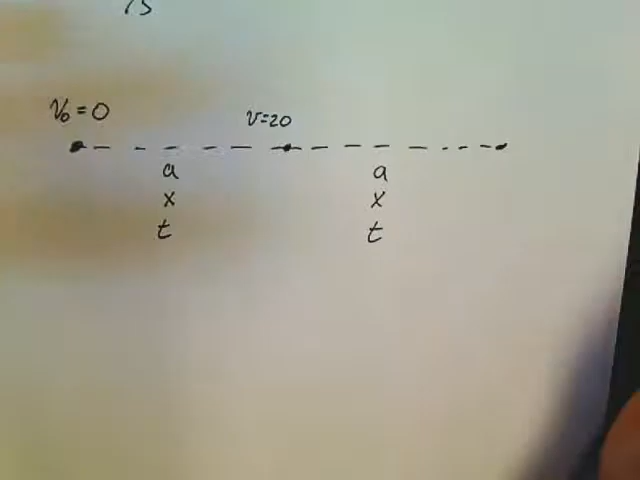 V₀ = 0
v=20
a a
x x
t t